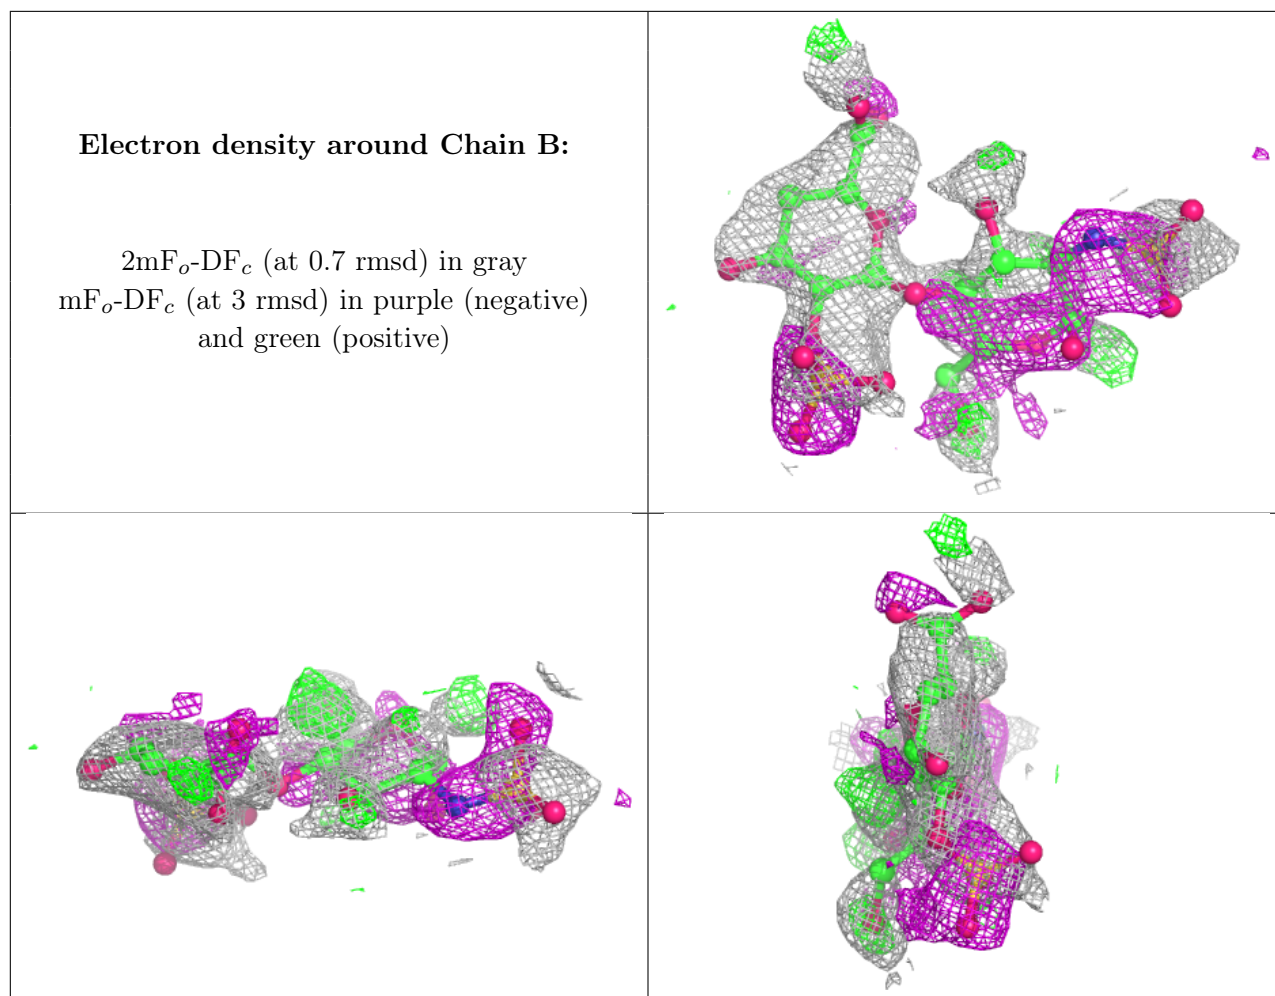 Electron density around Chain B:
2mFₒ-DF𝒸 (at 0.7 rmsd) in gray
mFₒ-DF𝒸 (at 3 rmsd) in purple (negative)
and green (positive)